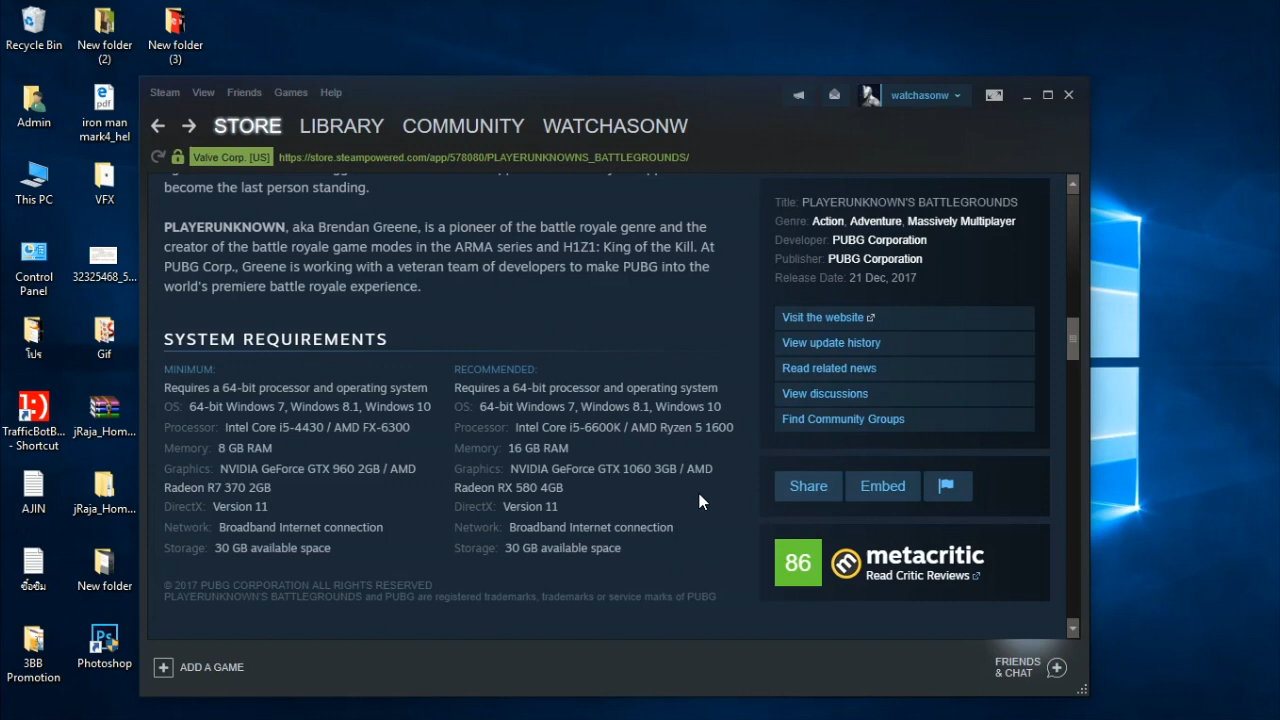 Recycle Bin
New folder
(2)
New folder
(3)
Admin
iron man
mark4_hel
This PC
VFX
Control
Panel
32325468_5...
โปร
Gif
TrafficBotB...
- Shortcut
jRaja_Hom...
AJIN
jRaja_Hom...
New folder
3BB
Promotion
Photoshop
Steam View Friends Games Help
watchasonw
STORE LIBRARY COMMUNITY WATCHASONW
Valve Corp. [US] https://store.steampowered.com/app/578080/PLAYERUNKNOWNS_BATTLEGROUNDS/
become the last person standing.
PLAYERUNKNOWN, aka Brendan Greene, is a pioneer of the battle royale genre and the
creator of the battle royale game modes in the ARMA series and H1Z1: King of the Kill. At
PUBG Corp., Greene is working with a veteran team of developers to make PUBG into the
world's premiere battle royale experience.
SYSTEM REQUIREMENTS
MINIMUM:
Requires a 64-bit processor and operating system
OS: 64-bit Windows 7, Windows 8.1, Windows 10
Processor: Intel Core i5-4430 / AMD FX-6300
Memory: 8 GB RAM
Graphics: NVIDIA GeForce GTX 960 2GB / AMD
Radeon R7 370 2GB
DirectX: Version 11
Network: Broadband Internet connection
Storage: 30 GB available space
RECOMMENDED:
Requires a 64-bit processor and operating system
OS: 64-bit Windows 7, Windows 8.1, Windows 10
Processor: Intel Core i5-6600K / AMD Ryzen 5 1600
Memory: 16 GB RAM
Graphics: NVIDIA GeForce GTX 1060 3GB / AMD
Radeon RX 580 4GB
DirectX: Version 11
Network: Broadband Internet connection
Storage: 30 GB available space
© 2017 PUBG CORPORATION ALL RIGHTS RESERVED
PLAYERUNKNOWN'S BATTLEGROUNDS and PUBG are registered trademarks, trademarks or service marks of PUBG
Title: PLAYERUNKNOWN'S BATTLEGROUNDS
Genre: Action, Adventure, Massively Multiplayer
Developer: PUBG Corporation
Publisher: PUBG Corporation
Release Date: 21 Dec, 2017
Visit the website
View update history
Read related news
View discussions
Find Community Groups
Share Embed
86
metacritic
Read Critic Reviews
ADD A GAME
FRIENDS
& CHAT